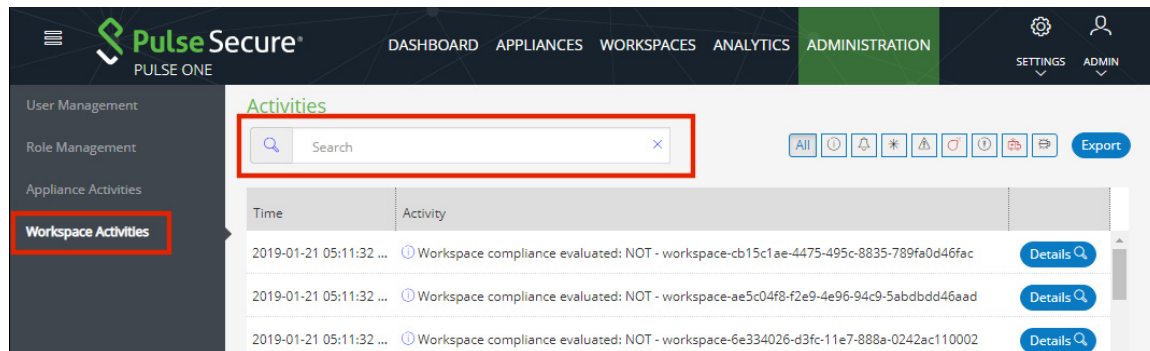 Pulse Secure®
PULSE ONE
DASHBOARD APPLIANCES WORKSPACES ANALYTICS ADMINISTRATION
SETTINGS ADMIN
User Management
Role Management
Appliance Activities
Workspace Activities
Activities
Search
All
Export
Time Activity
2019-01-21 05:11:32 ... Workspace compliance evaluated: NOT - workspace-cb15c1ae-4475-495c-8835-789fa0d46fac Details
2019-01-21 05:11:32 ... Workspace compliance evaluated: NOT - workspace-ae5c04f8-f2e9-4e96-94c9-5abdbdd46aad Details
2019-01-21 05:11:32 ... Workspace compliance evaluated: NOT - workspace-6e334026-d3fc-11e7-888a-0242ac110002 Details